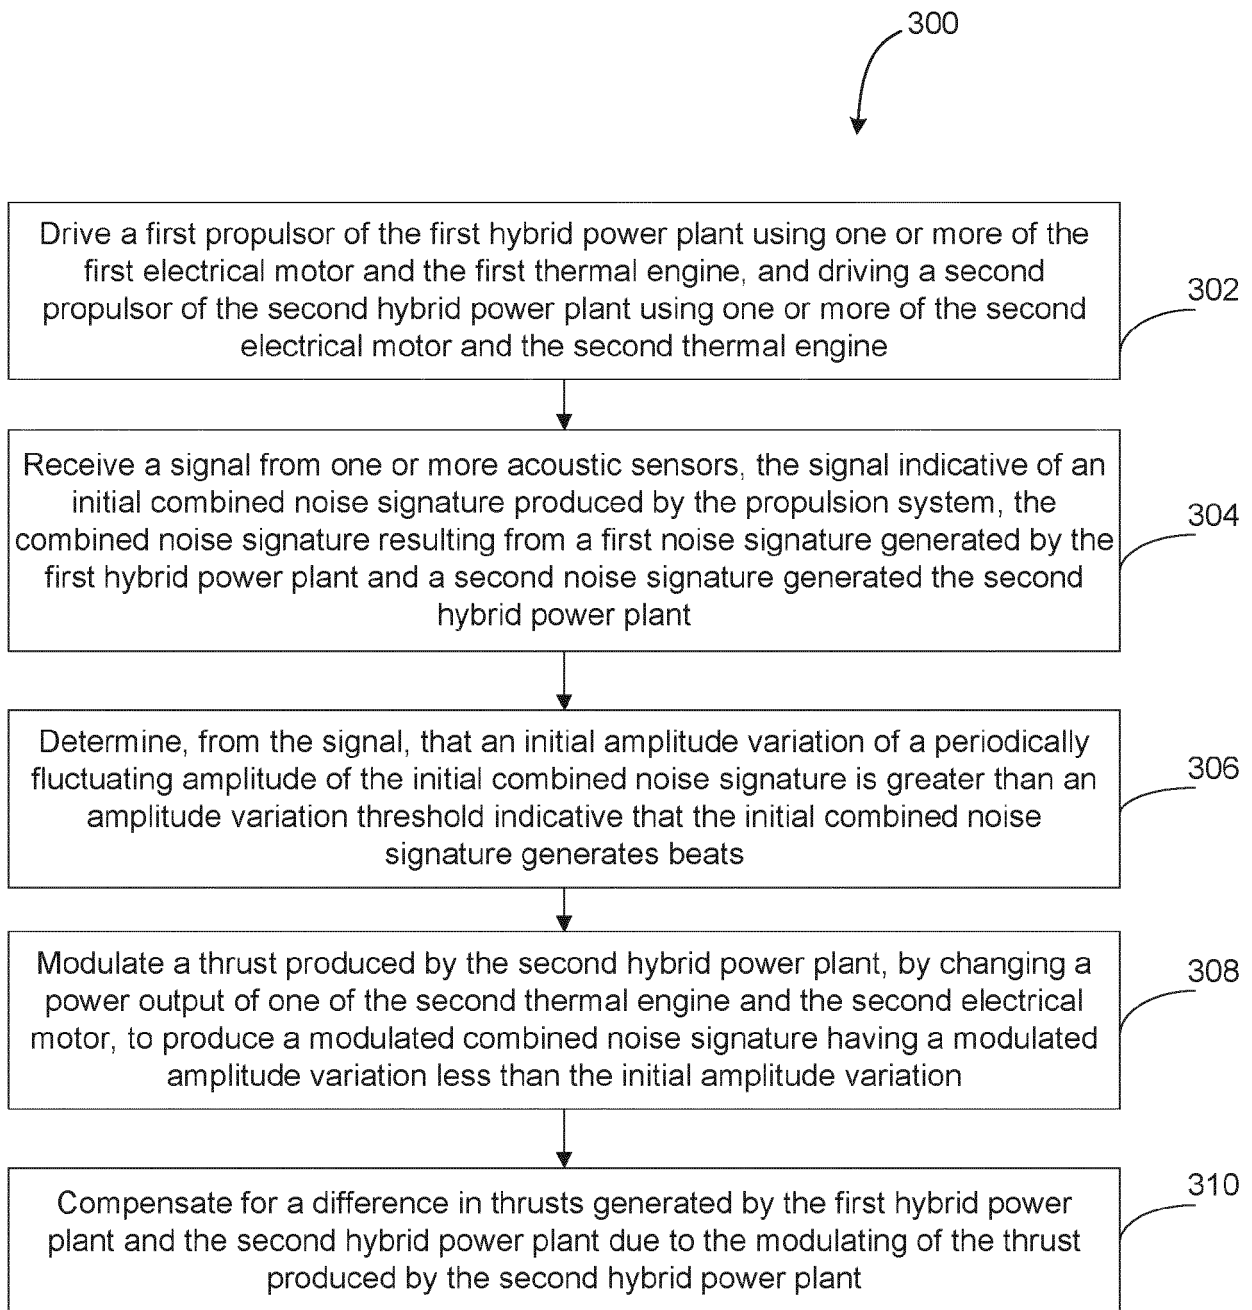 300
Drive a first propulsor of the first hybrid power plant using one or more of the
first electrical motor and the first thermal engine, and driving a second
propulsor of the second hybrid power plant using one or more of the second
electrical motor and the second thermal engine
302
Receive a signal from one or more acoustic sensors, the signal indicative of an
initial combined noise signature produced by the propulsion system, the
combined noise signature resulting from a first noise signature generated by the
first hybrid power plant and a second noise signature generated the second
hybrid power plant
304
Determine, from the signal, that an initial amplitude variation of a periodically
fluctuating amplitude of the initial combined noise signature is greater than an
amplitude variation threshold indicative that the initial combined noise
signature generates beats
306
Modulate a thrust produced by the second hybrid power plant, by changing a
power output of one of the second thermal engine and the second electrical
motor, to produce a modulated combined noise signature having a modulated
amplitude variation less than the initial amplitude variation
308
Compensate for a difference in thrusts generated by the first hybrid power
plant and the second hybrid power plant due to the modulating of the thrust
produced by the second hybrid power plant
310